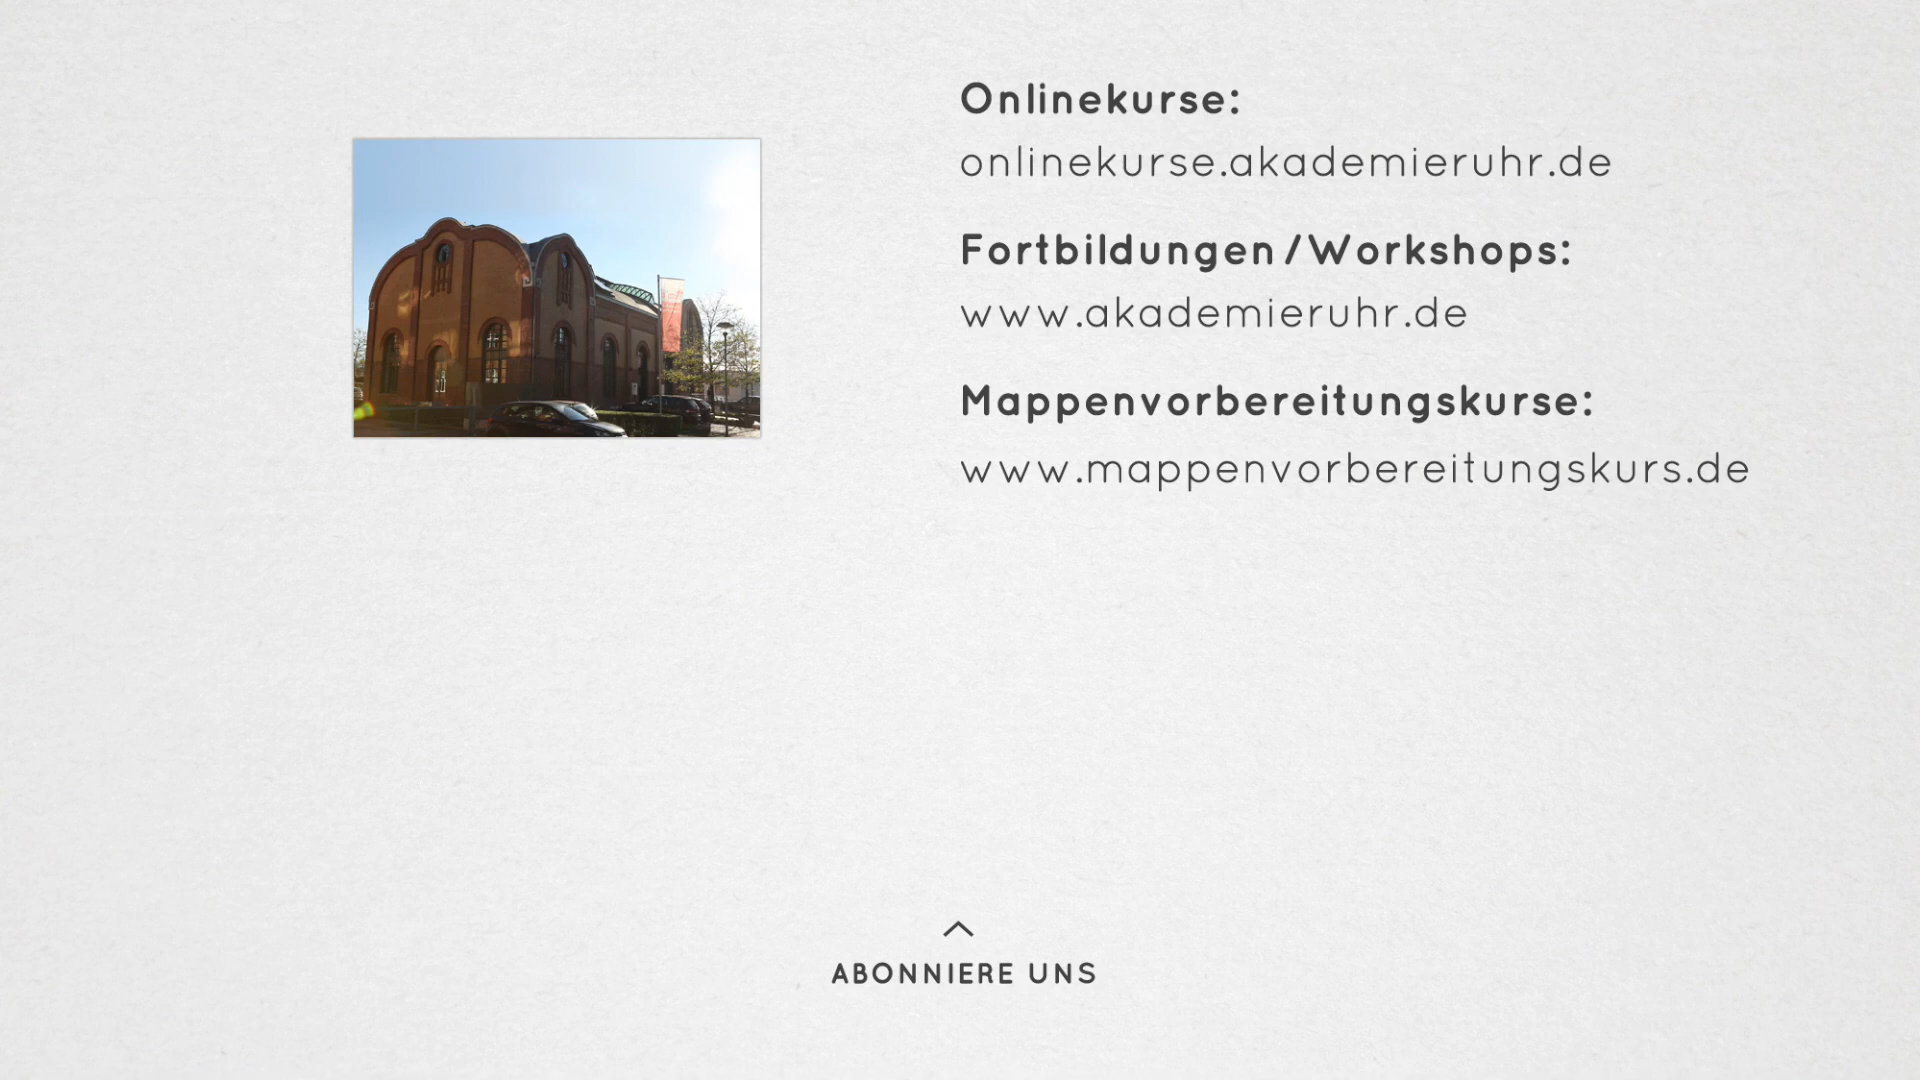 Onlinekurse:
onlinekurse.akademieruhr.de
Fortbildungen/Workshops:
www.akademieruhr.de
Mappenvorbereitungskurse:
www.mappenvorbereitungskurs.de
ABONNIERE UNS